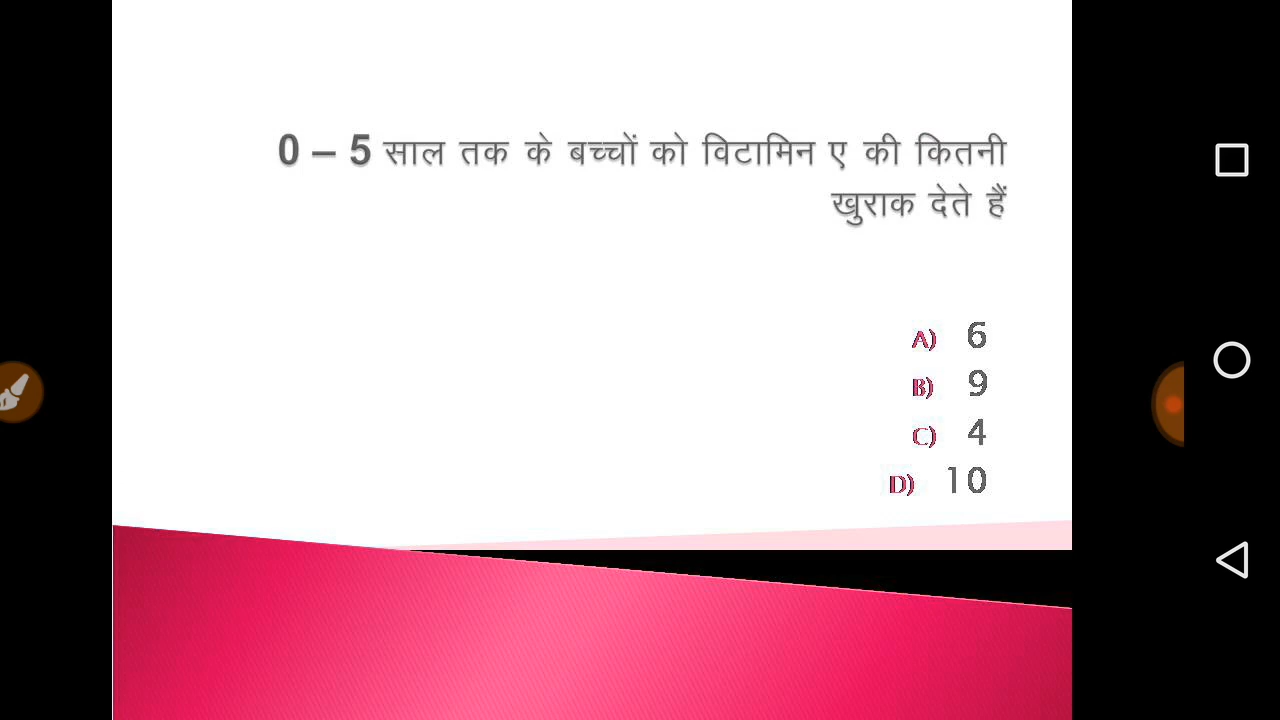 0 – 5 साल तक के बच्चों को विटामिन ए की कितनी
खुराक देते हैं
A) 6
B) 9
C) 4
D) 10